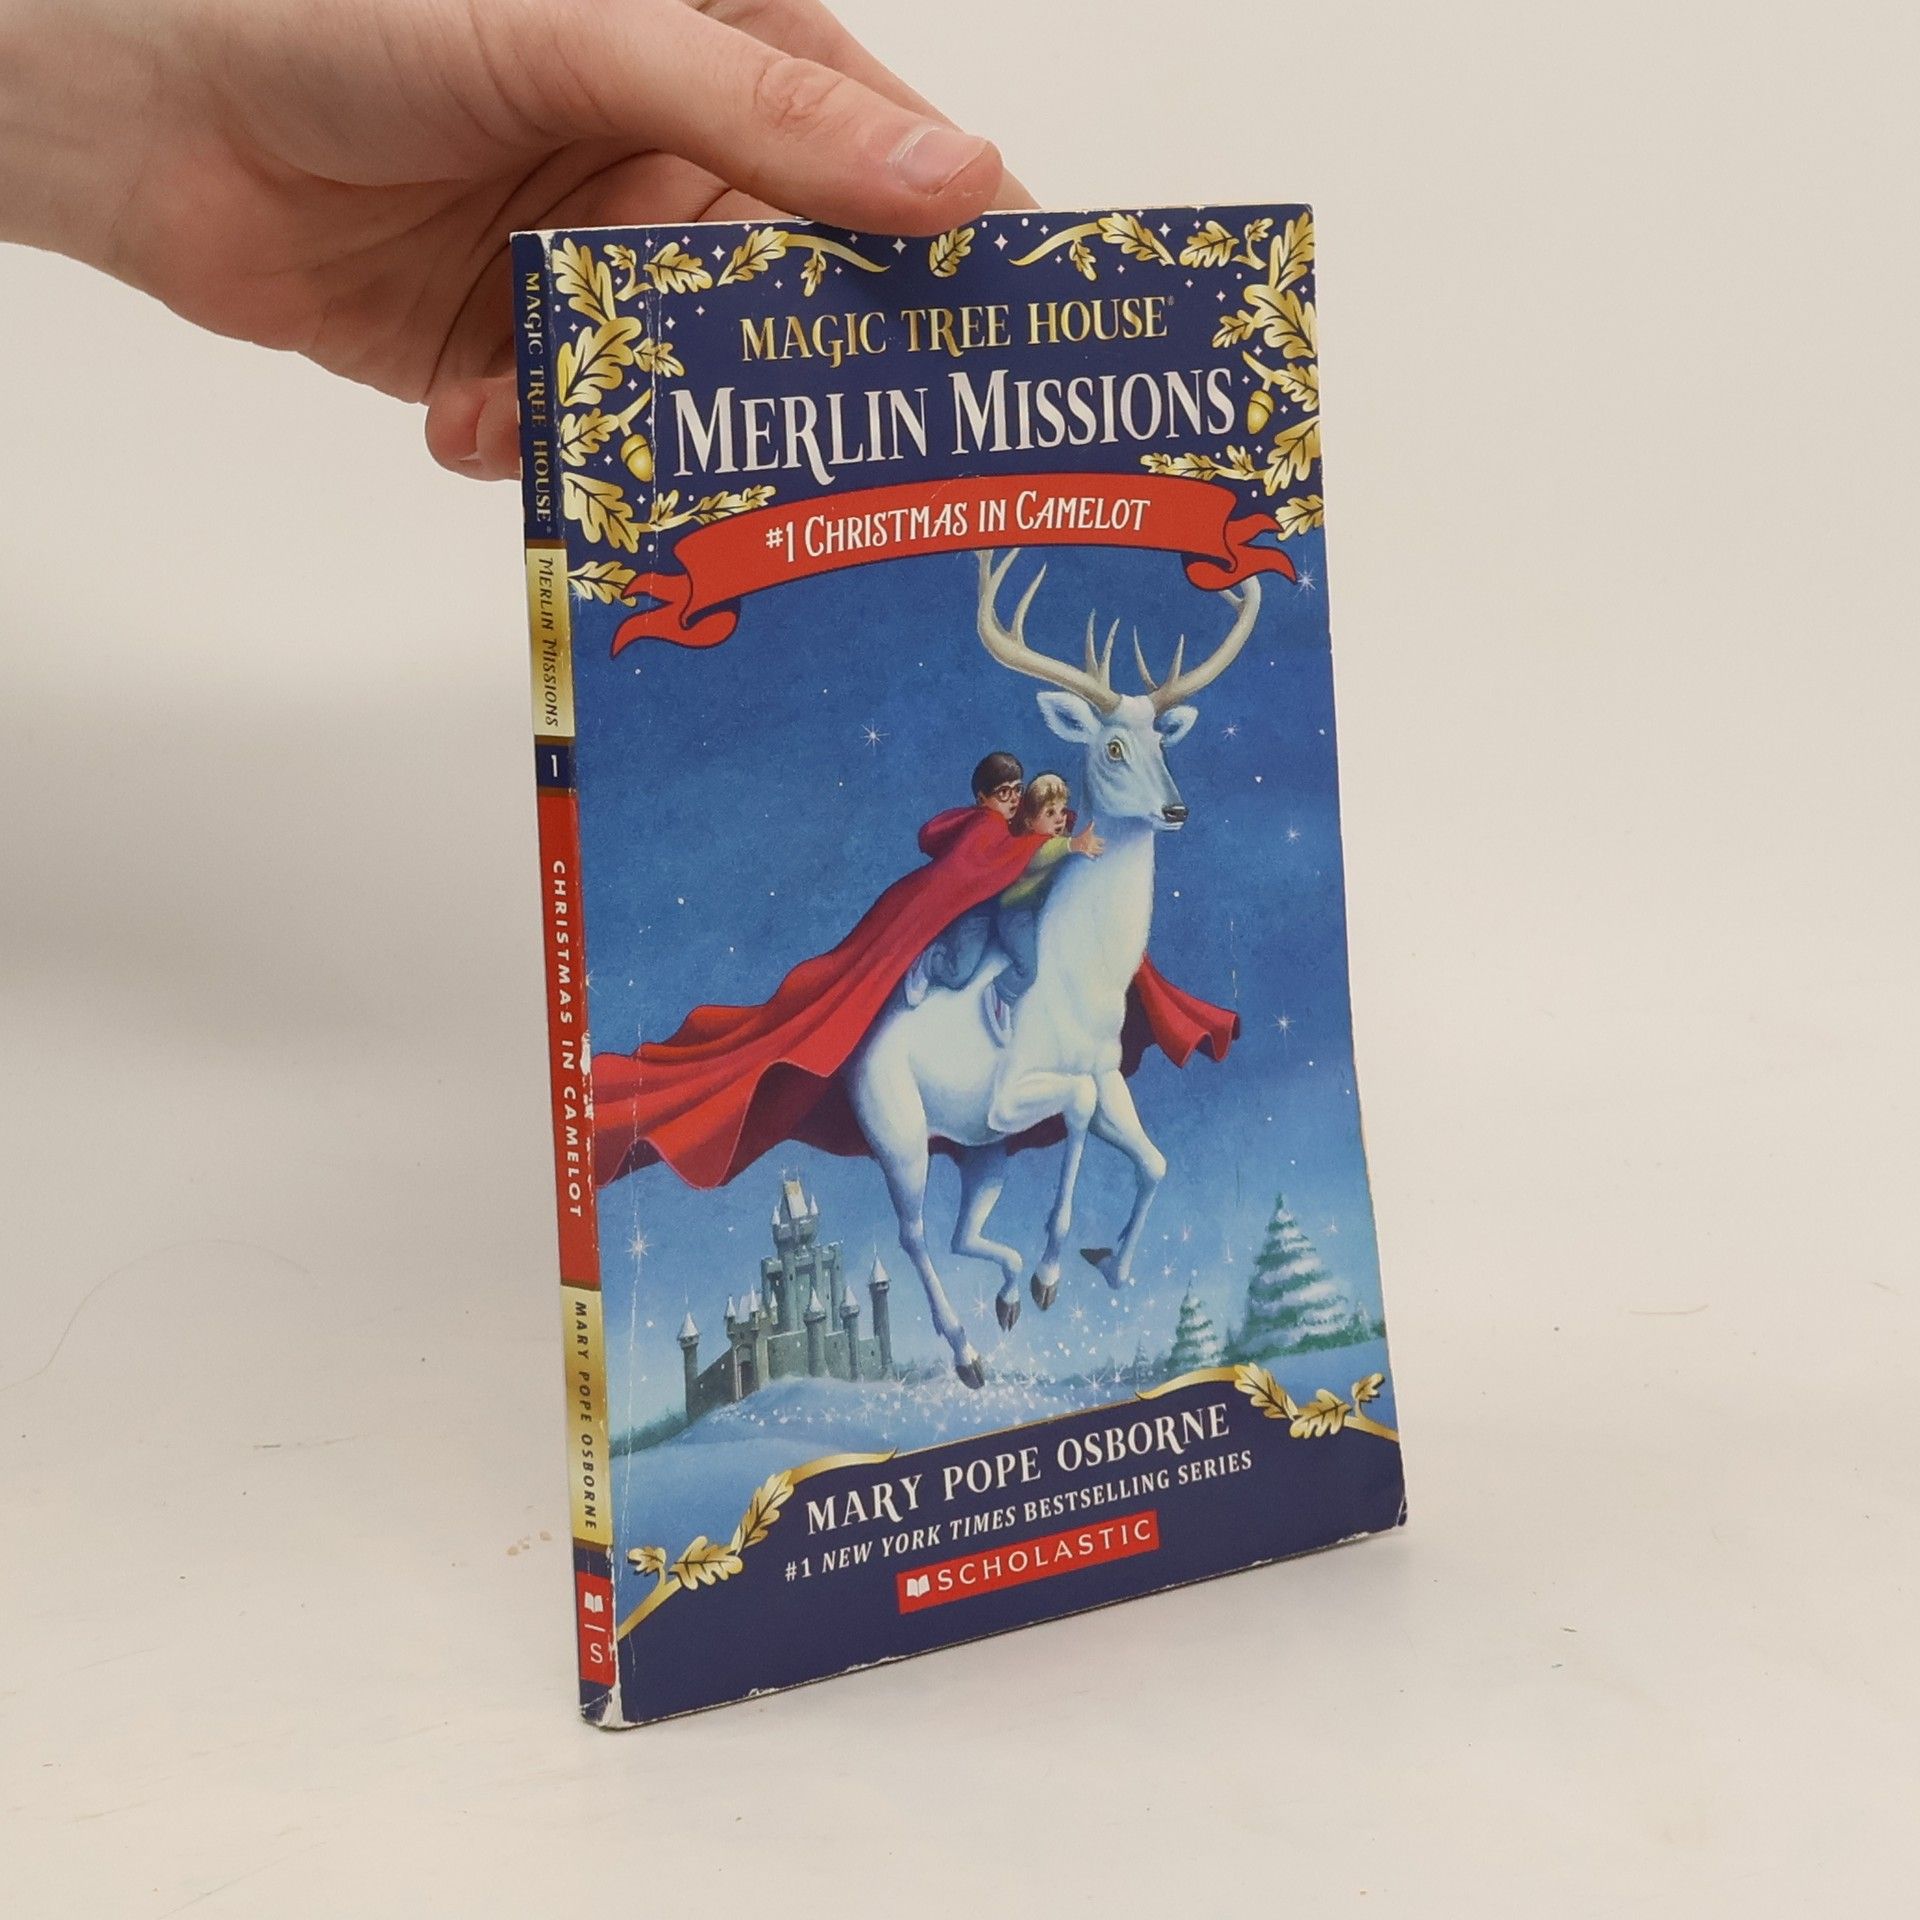 MAGIC TREE HOUSE®
MERLIN MISSIONS
#1 CHRISTMAS IN CAMELOT
MARY POPE OSBORNE
#1 NEW YORK TIMES BESTSELLING SERIES
SCHOLASTIC
MAGIC TREE HOUSE®
MERLIN MISSIONS
1
CHRISTMAS IN CAMELOT
MARY POPE OSBORNE
S